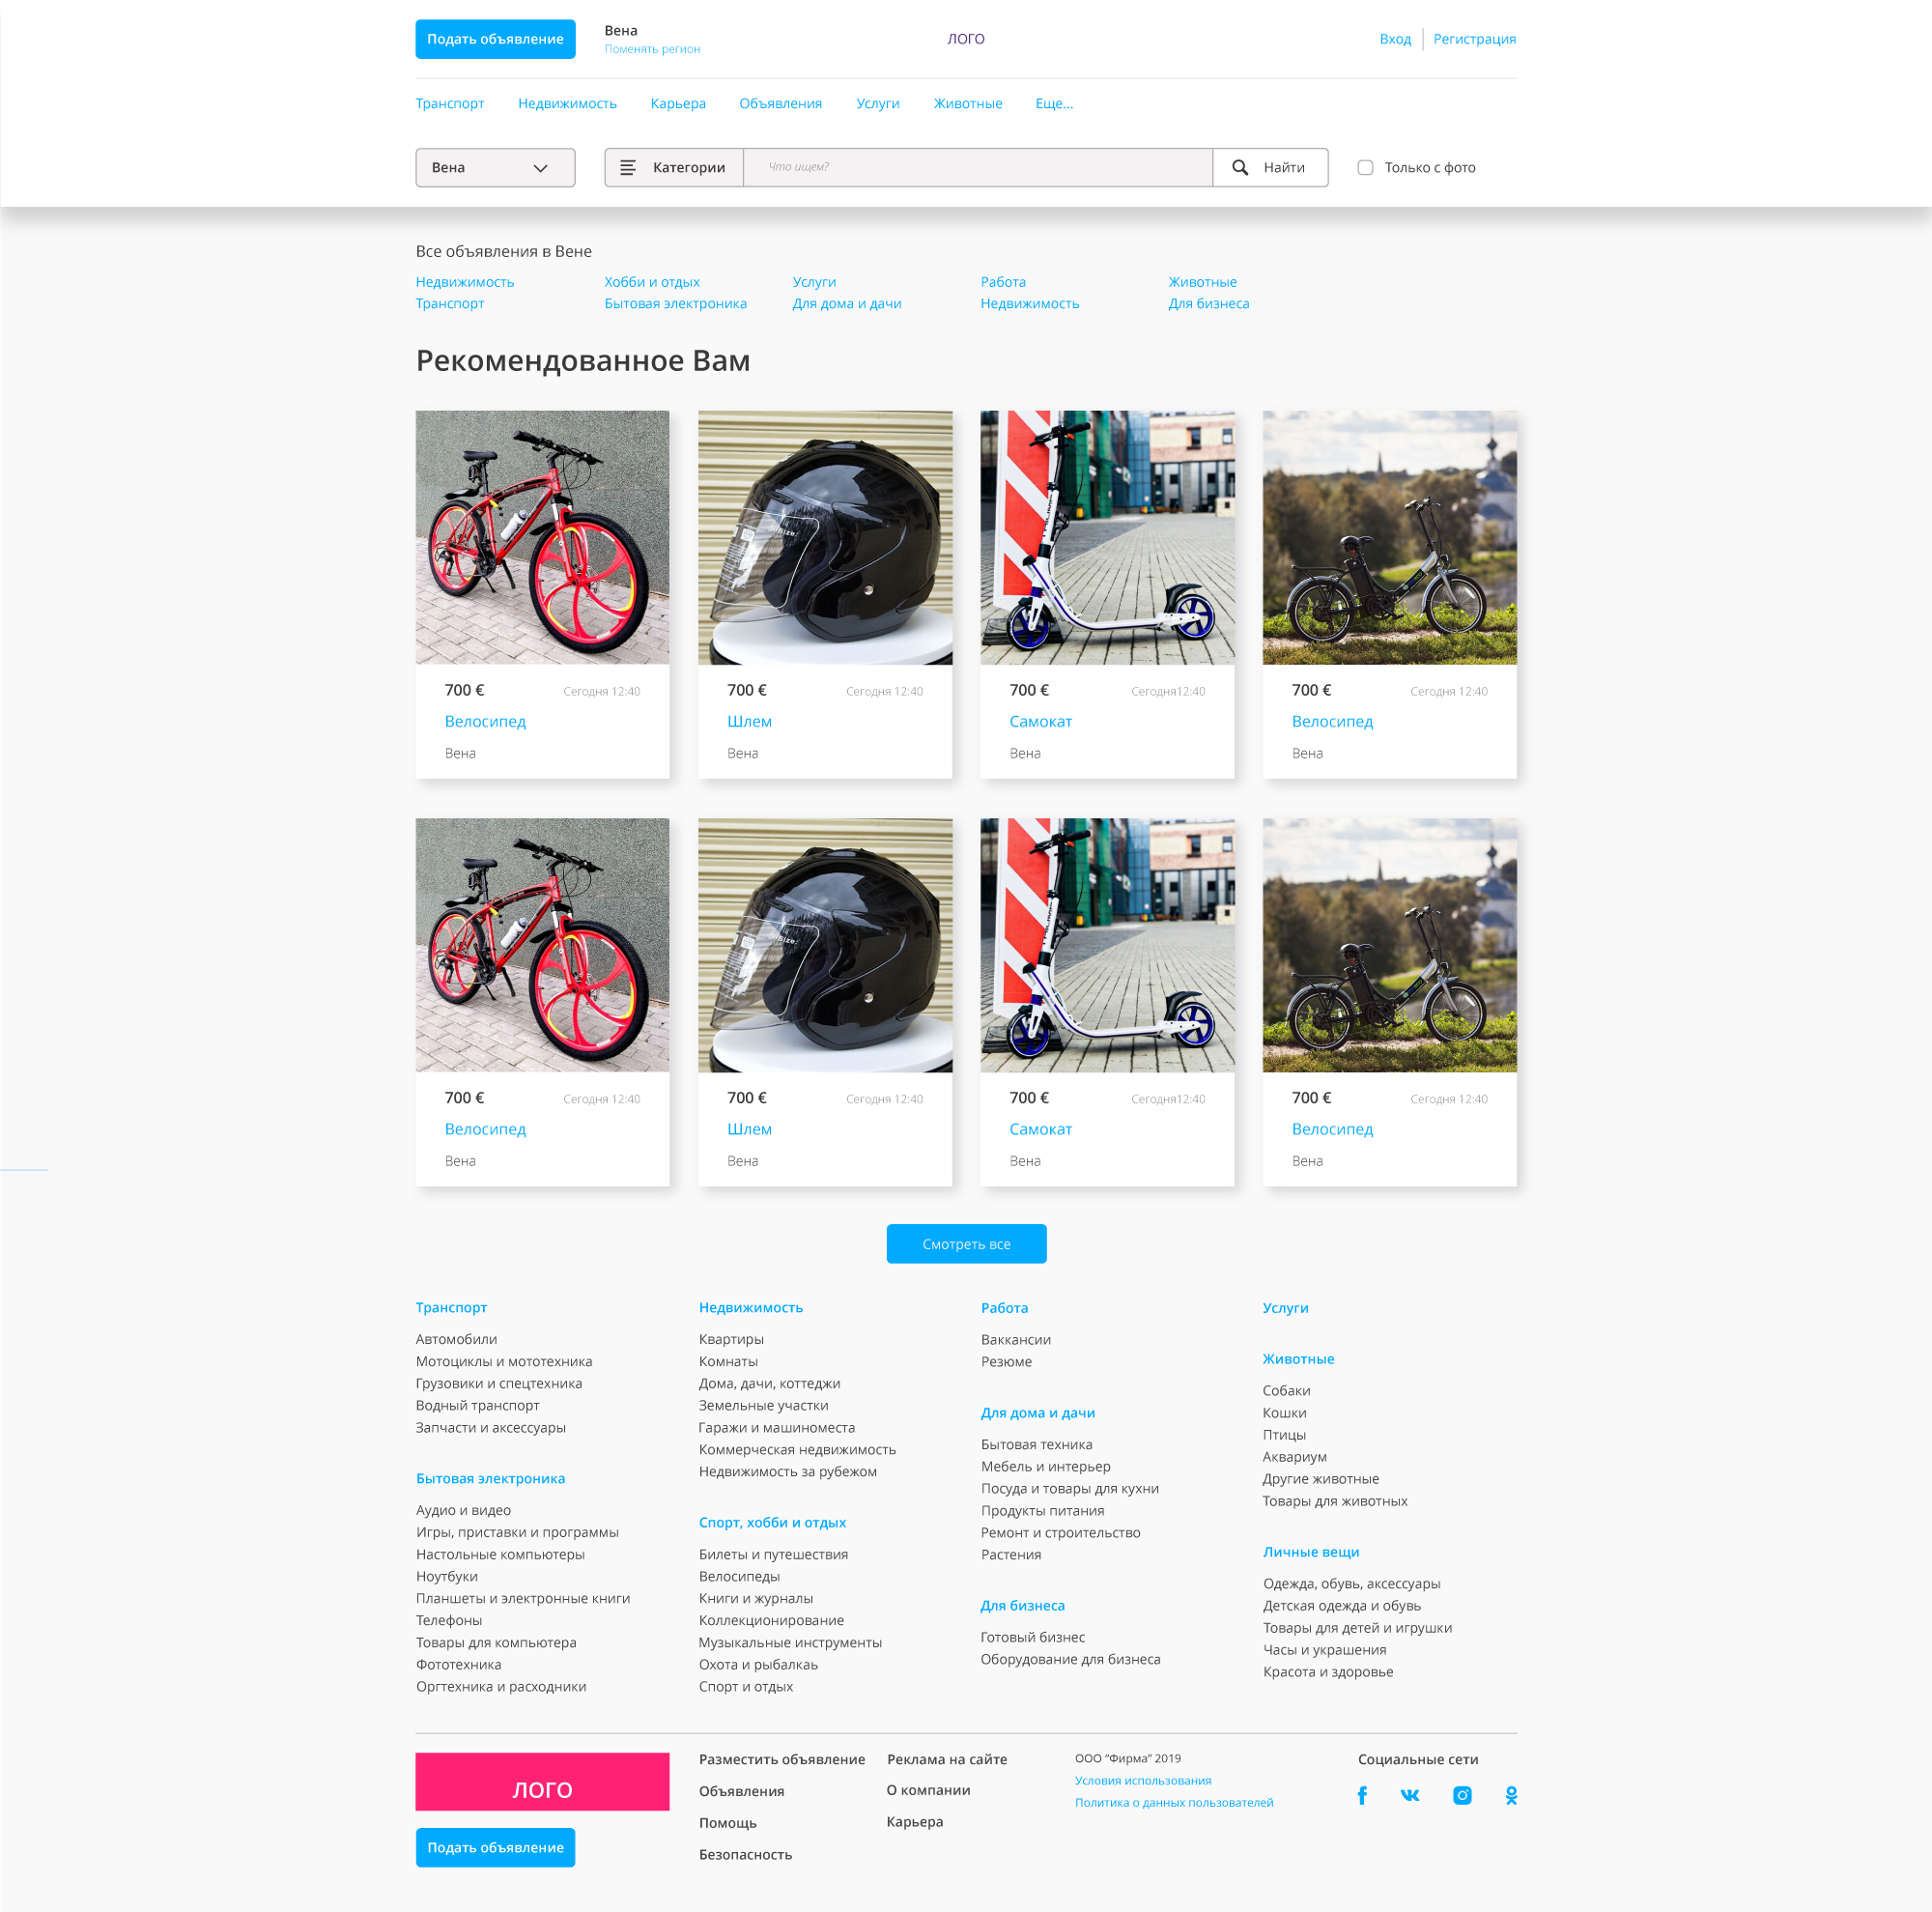 Подать объявление
Вена
Поменять регион
ЛОГО
Вход
Регистрация
Транспорт Недвижимость Карьера Объявления Услуги Животные Еще...
Вена
Категории
Что ищем?
Найти
Только с фото
Все объявления в Вене
Недвижимость Хобби и отдых Услуги Работа Животные
Транспорт Бытовая электроника Для дома и дачи Недвижимость Для бизнеса
Рекомендованное Вам
700 € Сегодня 12:40
Велосипед
Вена
700 € Сегодня 12:40
Шлем
Вена
700 € Сегодня12:40
Самокат
Вена
700 € Сегодня 12:40
Велосипед
Вена
700 € Сегодня 12:40
Велосипед
Вена
700 € Сегодня 12:40
Шлем
Вена
700 € Сегодня12:40
Самокат
Вена
700 € Сегодня 12:40
Велосипед
Вена
Смотреть все
Транспорт
Автомобили
Мотоциклы и мототехника
Грузовики и спецтехника
Водный транспорт
Запчасти и аксессуары
Бытовая электроника
Аудио и видео
Игры, приставки и программы
Настольные компьютеры
Ноутбуки
Планшеты и электронные книги
Телефоны
Товары для компьютера
Фототехника
Оргтехника и расходники
Недвижимость
Квартиры
Комнаты
Дома, дачи, коттеджи
Земельные участки
Гаражи и машиноместа
Коммерческая недвижимость
Недвижимость за рубежом
Спорт, хобби и отдых
Билеты и путешествия
Велосипеды
Книги и журналы
Коллекционирование
Музыкальные инструменты
Охота и рыбалкаь
Спорт и отдых
Работа
Ваккансии
Резюме
Для дома и дачи
Бытовая техника
Мебель и интерьер
Посуда и товары для кухни
Продукты питания
Ремонт и строительство
Растения
Для бизнеса
Готовый бизнес
Оборудование для бизнеса
Услуги
Животные
Собаки
Кошки
Птицы
Аквариум
Другие животные
Товары для животных
Личные вещи
Одежда, обувь, аксессуары
Детская одежда и обувь
Товары для детей и игрушки
Часы и украшения
Красота и здоровье
ЛОГО
Подать объявление
Разместить объявление
Объявления
Помощь
Безопасность
Реклама на сайте
О компании
Карьера
ООО “Фирма” 2019
Условия использования
Политика о данных пользователей
Социальные сети